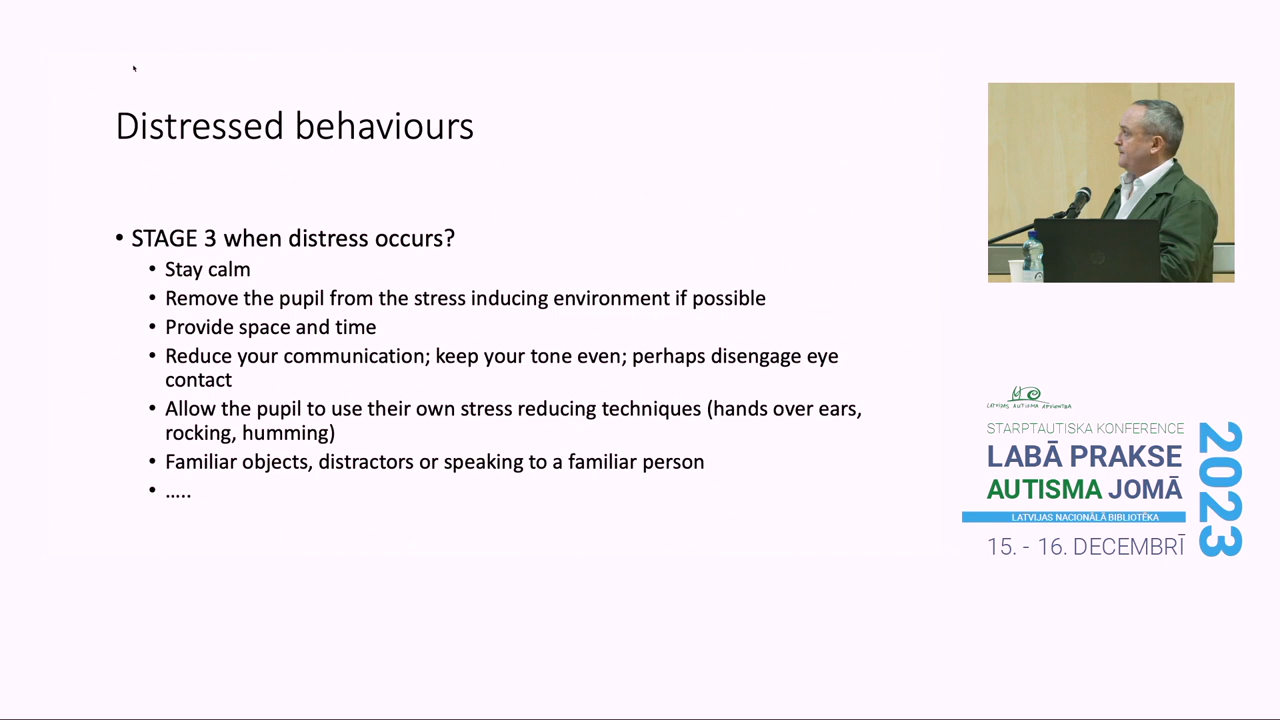 Distressed behaviours
• STAGE 3 when distress occurs?
• Stay calm
• Remove the pupil from the stress inducing environment if possible
• Provide space and time
• Reduce your communication; keep your tone even; perhaps disengage eye
contact
• Allow the pupil to use their own stress reducing techniques (hands over ears,
rocking, humming)
• Familiar objects, distractors or speaking to a familiar person
• …..
LATVIJAS AUTISMA APVIENĪBA
STARPTAUTISKA KONFERENCE
LABĀ PRAKSE
AUTISMA JOMĀ
LATVIJAS NACIONĀLĀ BIBLIOTĒKA
15. - 16. DECEMBRĪ
2023